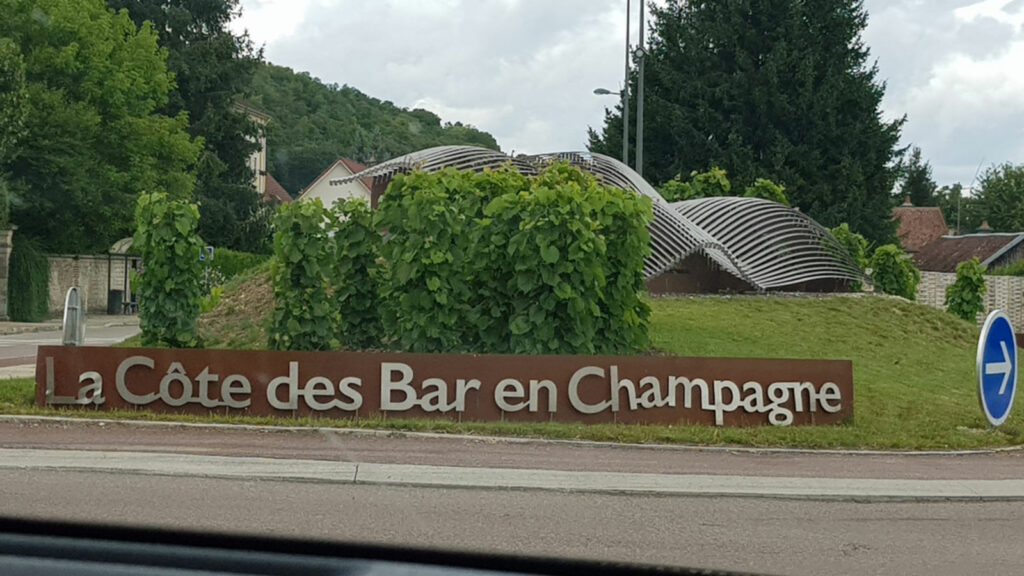 La Côte des Bar en Champagne